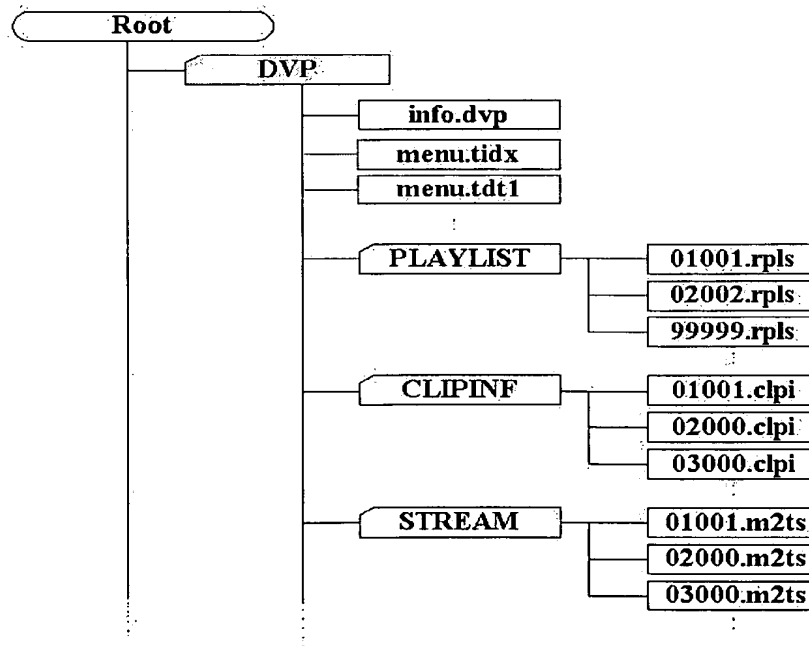 Root
DVP
info.dvp
menu.tidx
menu.tdt1
PLAYLIST
01001.rpls
02002.rpls
99999.rpls
CLIPINF
01001.clpi
02000.clpi
03000.clpi
STREAM
01001.m2ts
02000.m2ts
03000.m2ts